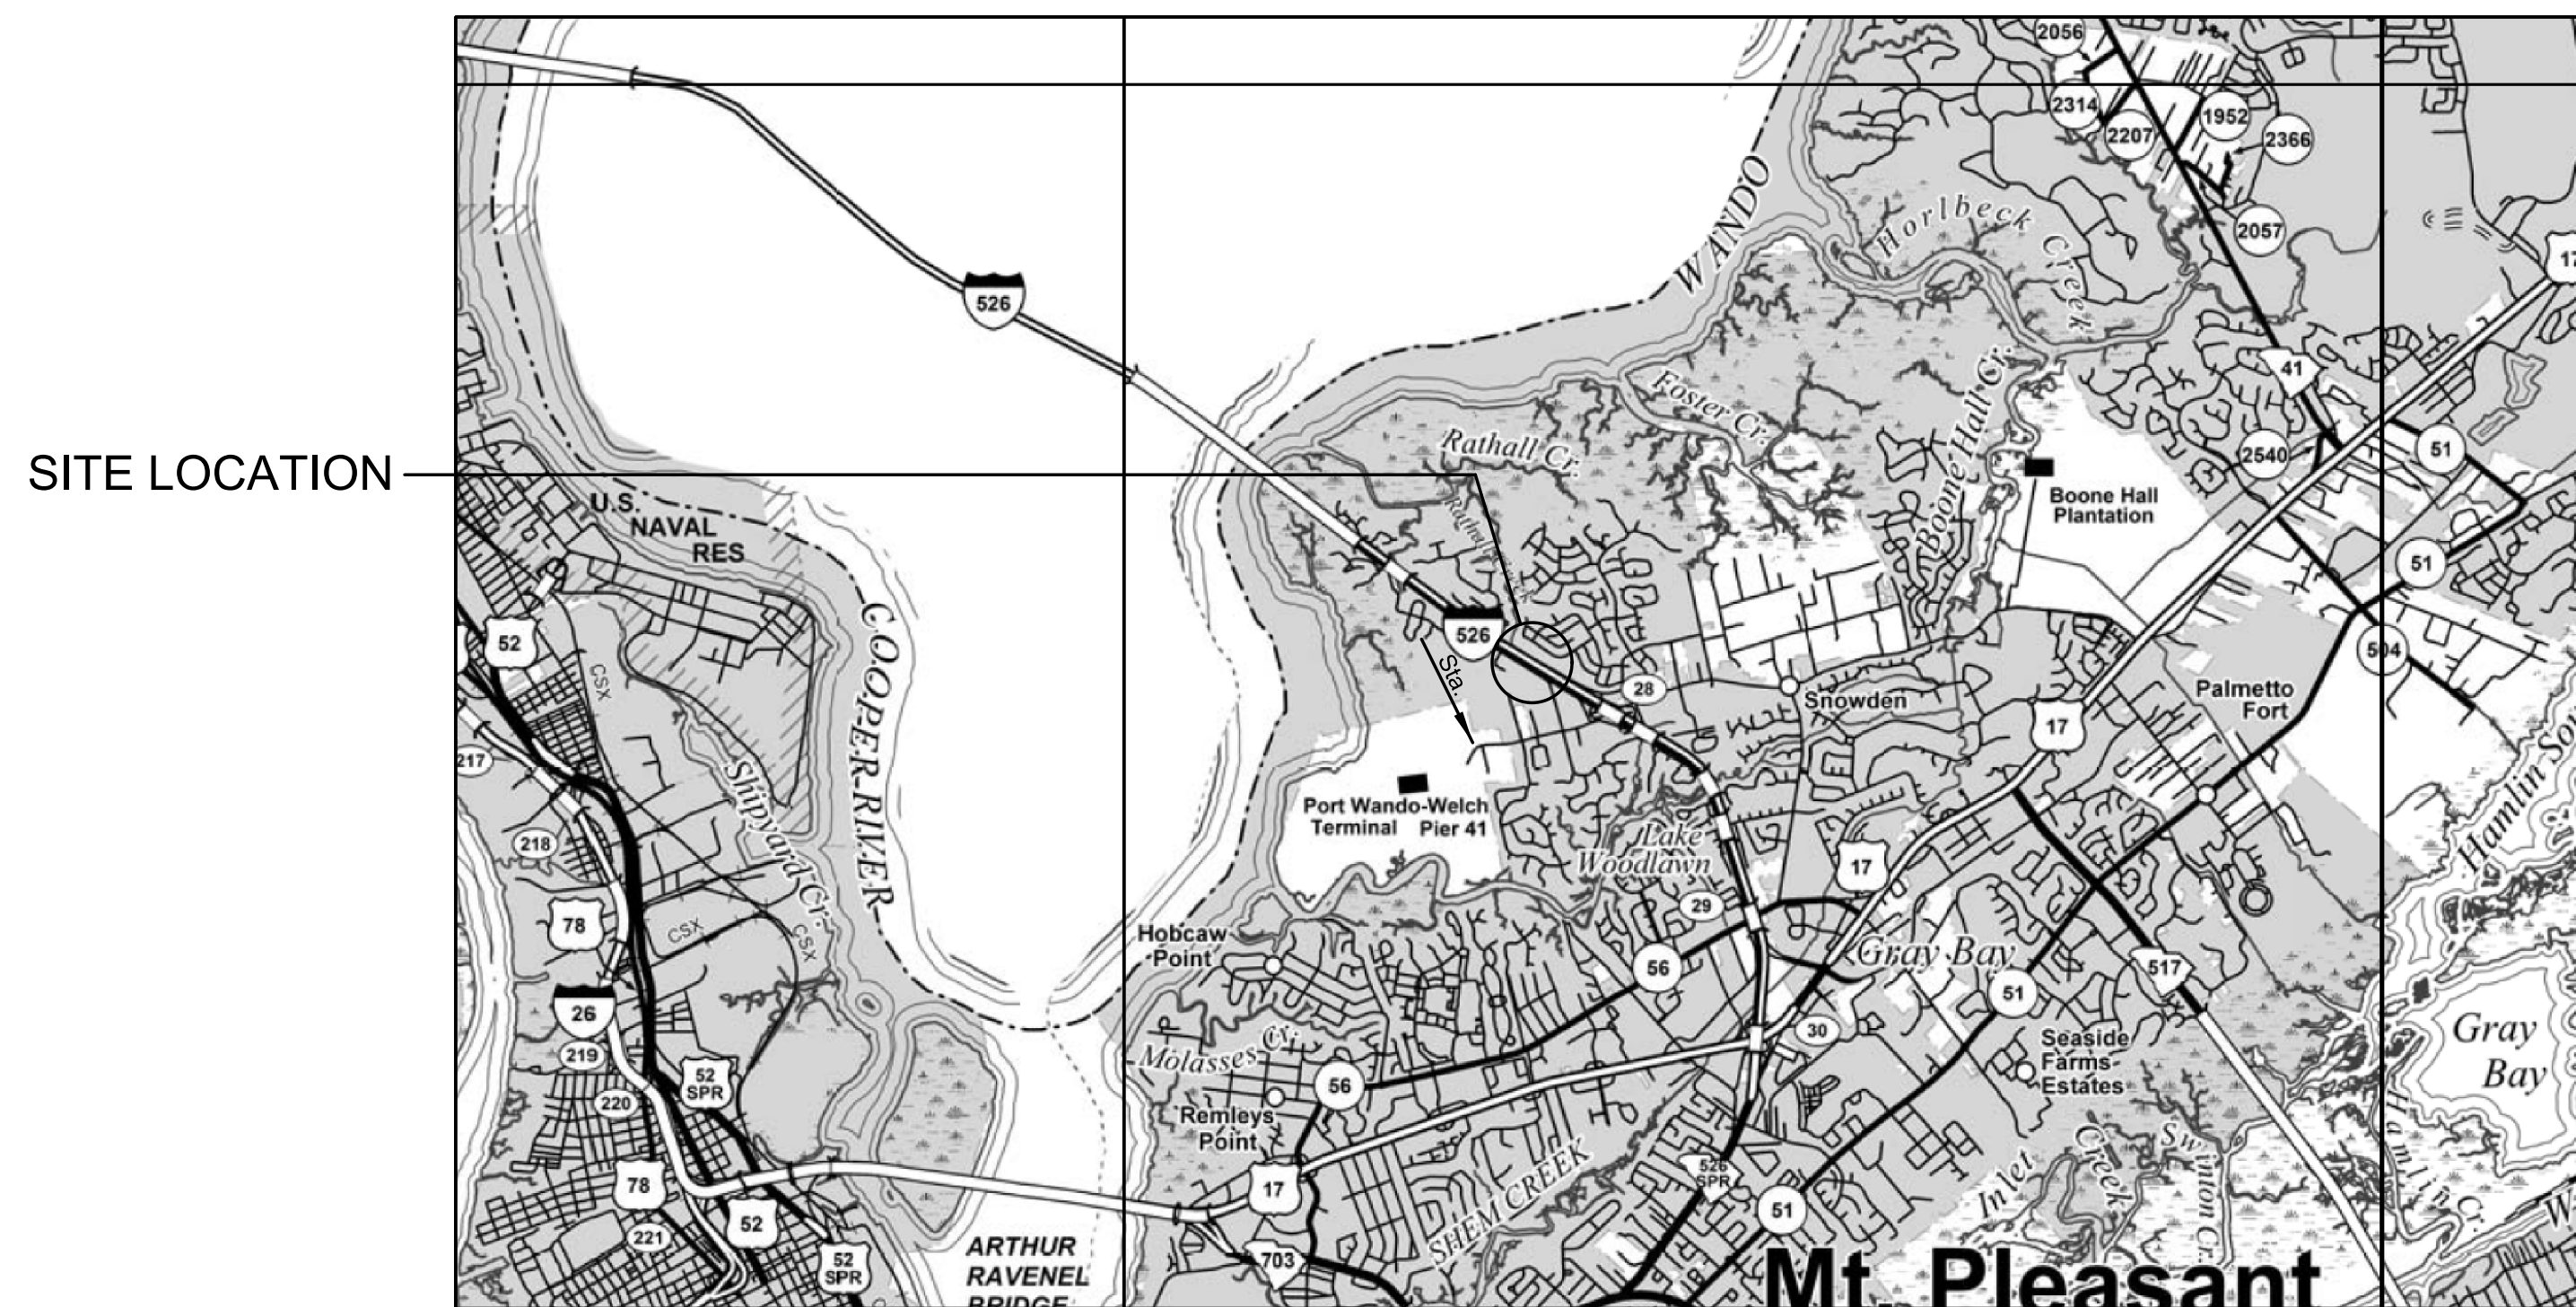 SITE LOCATION
2056
2314
2207
1952
2366
2057
WANDO
Horlbeck Creek
17
526
41
2540
51
Foster Cr.
Rathall Cr.
Boone Hall Cr.
Boone Hall
Plantation
U.S.
NAVAL
RES
51
52
CSX
526
Sta.
28
Snowden
504
Palmetto
Fort
17
217
218
COOPER RIVER
Shipyard Cr.
Port Wando-Welch
Terminal Pier 41
Lake
Woodlawn
17
Hamlin
78
CSX
CSX
Hobcaw
Point
29
56
Gray Bay
51
517
26
219
220
52
SPR
Molasses Cr.
56
Remleys
Point
30
Seaside
Farms
Estates
Gray
Bay
Hamlin Cr.
78
221
52
52
SPR
17
703
SHEM CREEK
526
SPR
51
Inlet
Creek
Swinton Cr.
ARTHUR
RAVENEL
BRIDGE
Mt. Pleasant